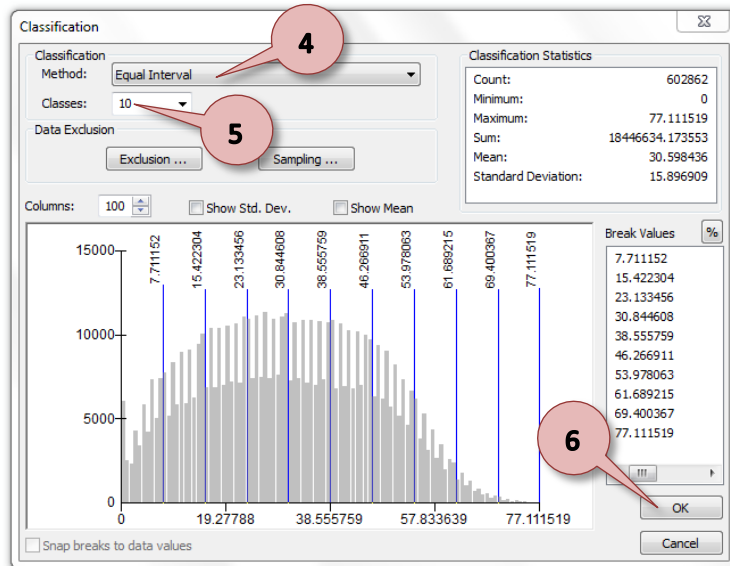 Classification
Classification
Method: Equal Interval
Classes: 10
4
5
Data Exclusion
Exclusion ...
Sampling ...
Classification Statistics
Count: 602862
Minimum: 0
Maximum: 77.111519
Sum: 18446634.173553
Mean: 30.598436
Standard Deviation: 15.896909
Columns: 100
Show Std. Dev.
Show Mean
Break Values
%
7.711152
15.422304
23.133456
30.844608
38.555759
46.266911
53.978063
61.689215
69.400367
77.111519
15000
10000
5000
0
7.711152
15.422304
23.133456
30.844608
38.555759
46.266911
53.978063
61.689215
69.400367
77.111519
0
19.27788
38.555759
57.833639
77.111519
6
OK
Snap breaks to data values
Cancel